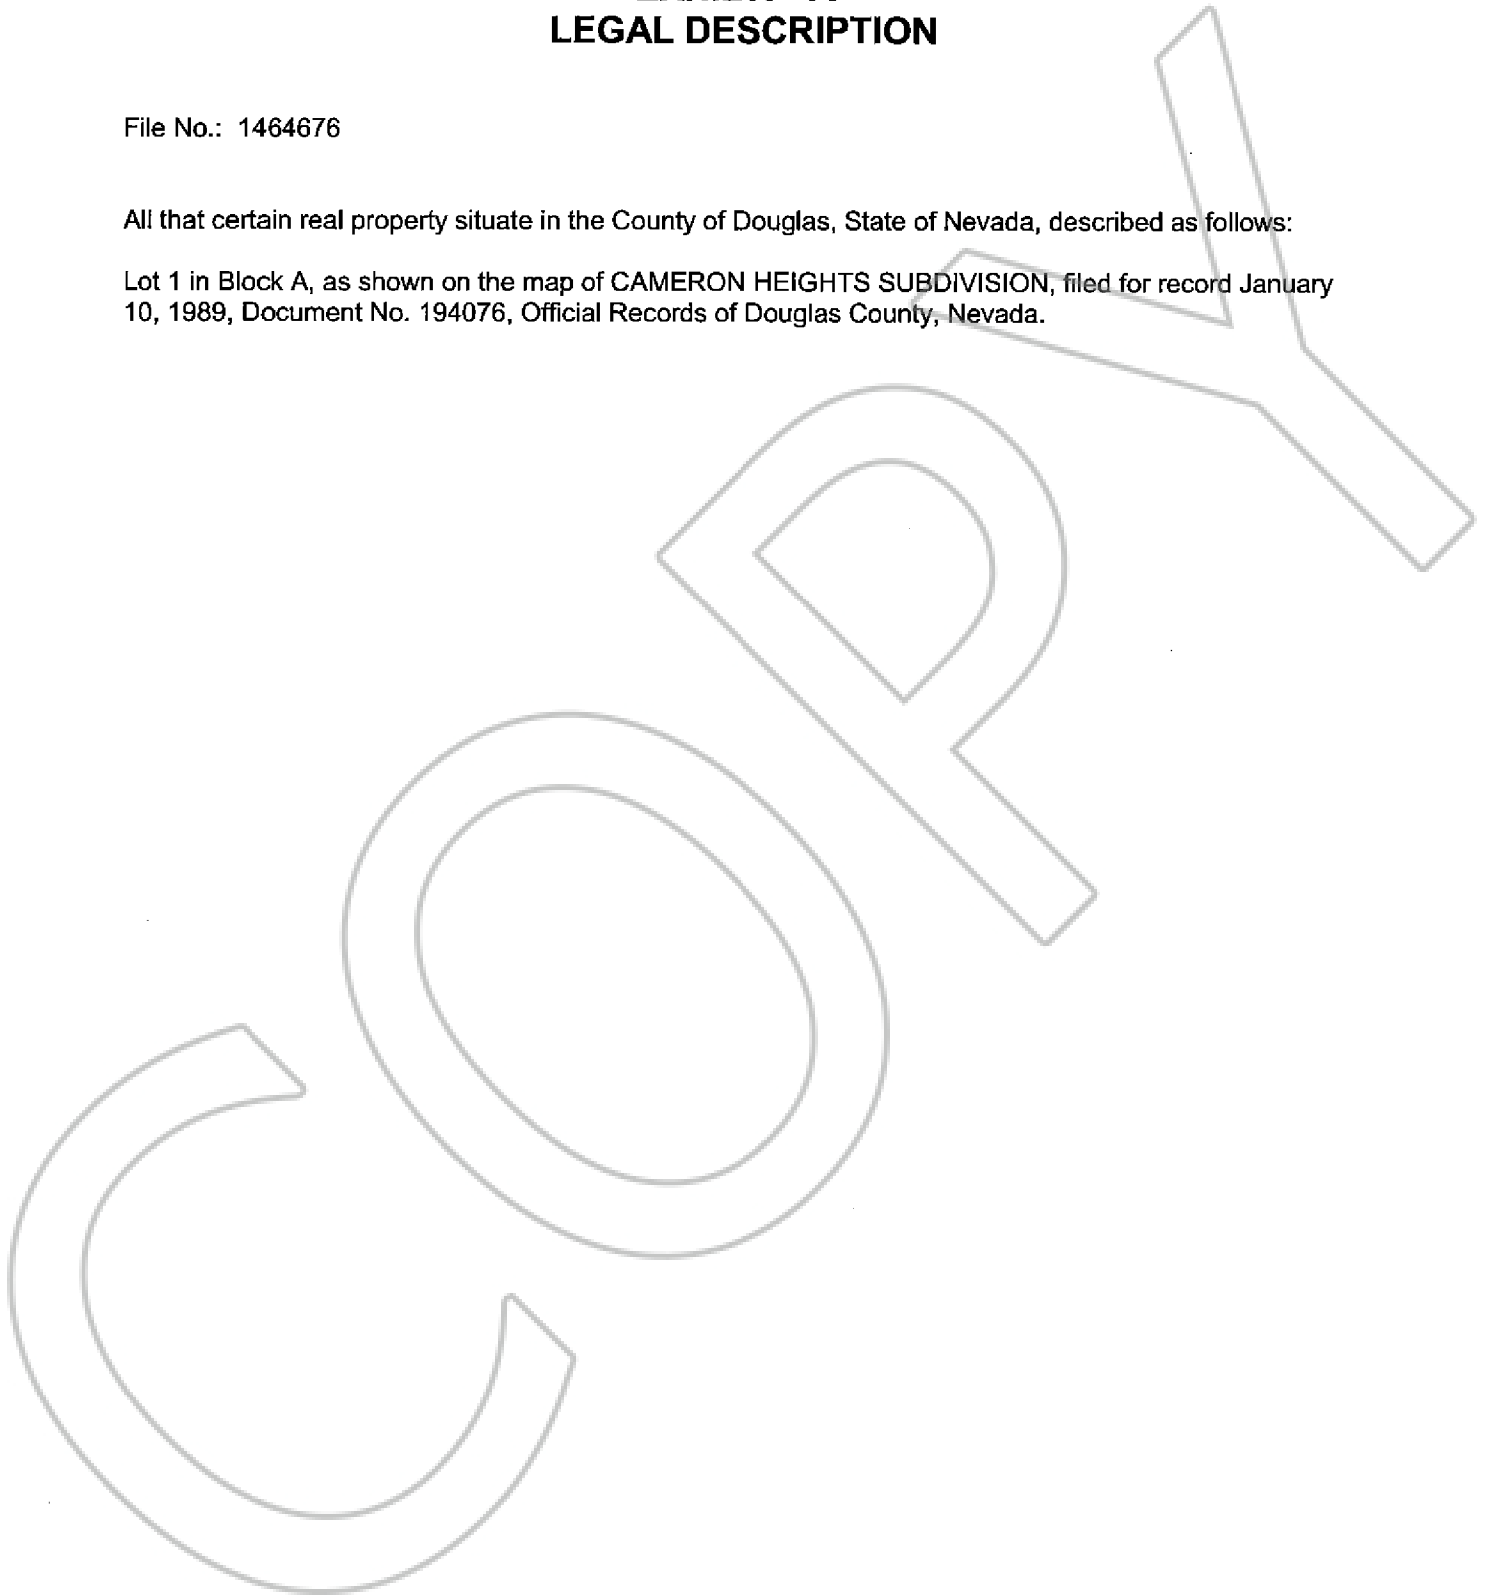 LEGAL DESCRIPTION
File No.: 1464676
All that certain real property situate in the County of Douglas, State of Nevada, described as follows:
Lot 1 in Block A, as shown on the map of CAMERON HEIGHTS SUBDIVISION, filed for record January
10, 1989, Document No. 194076, Official Records of Douglas County, Nevada.
COPY